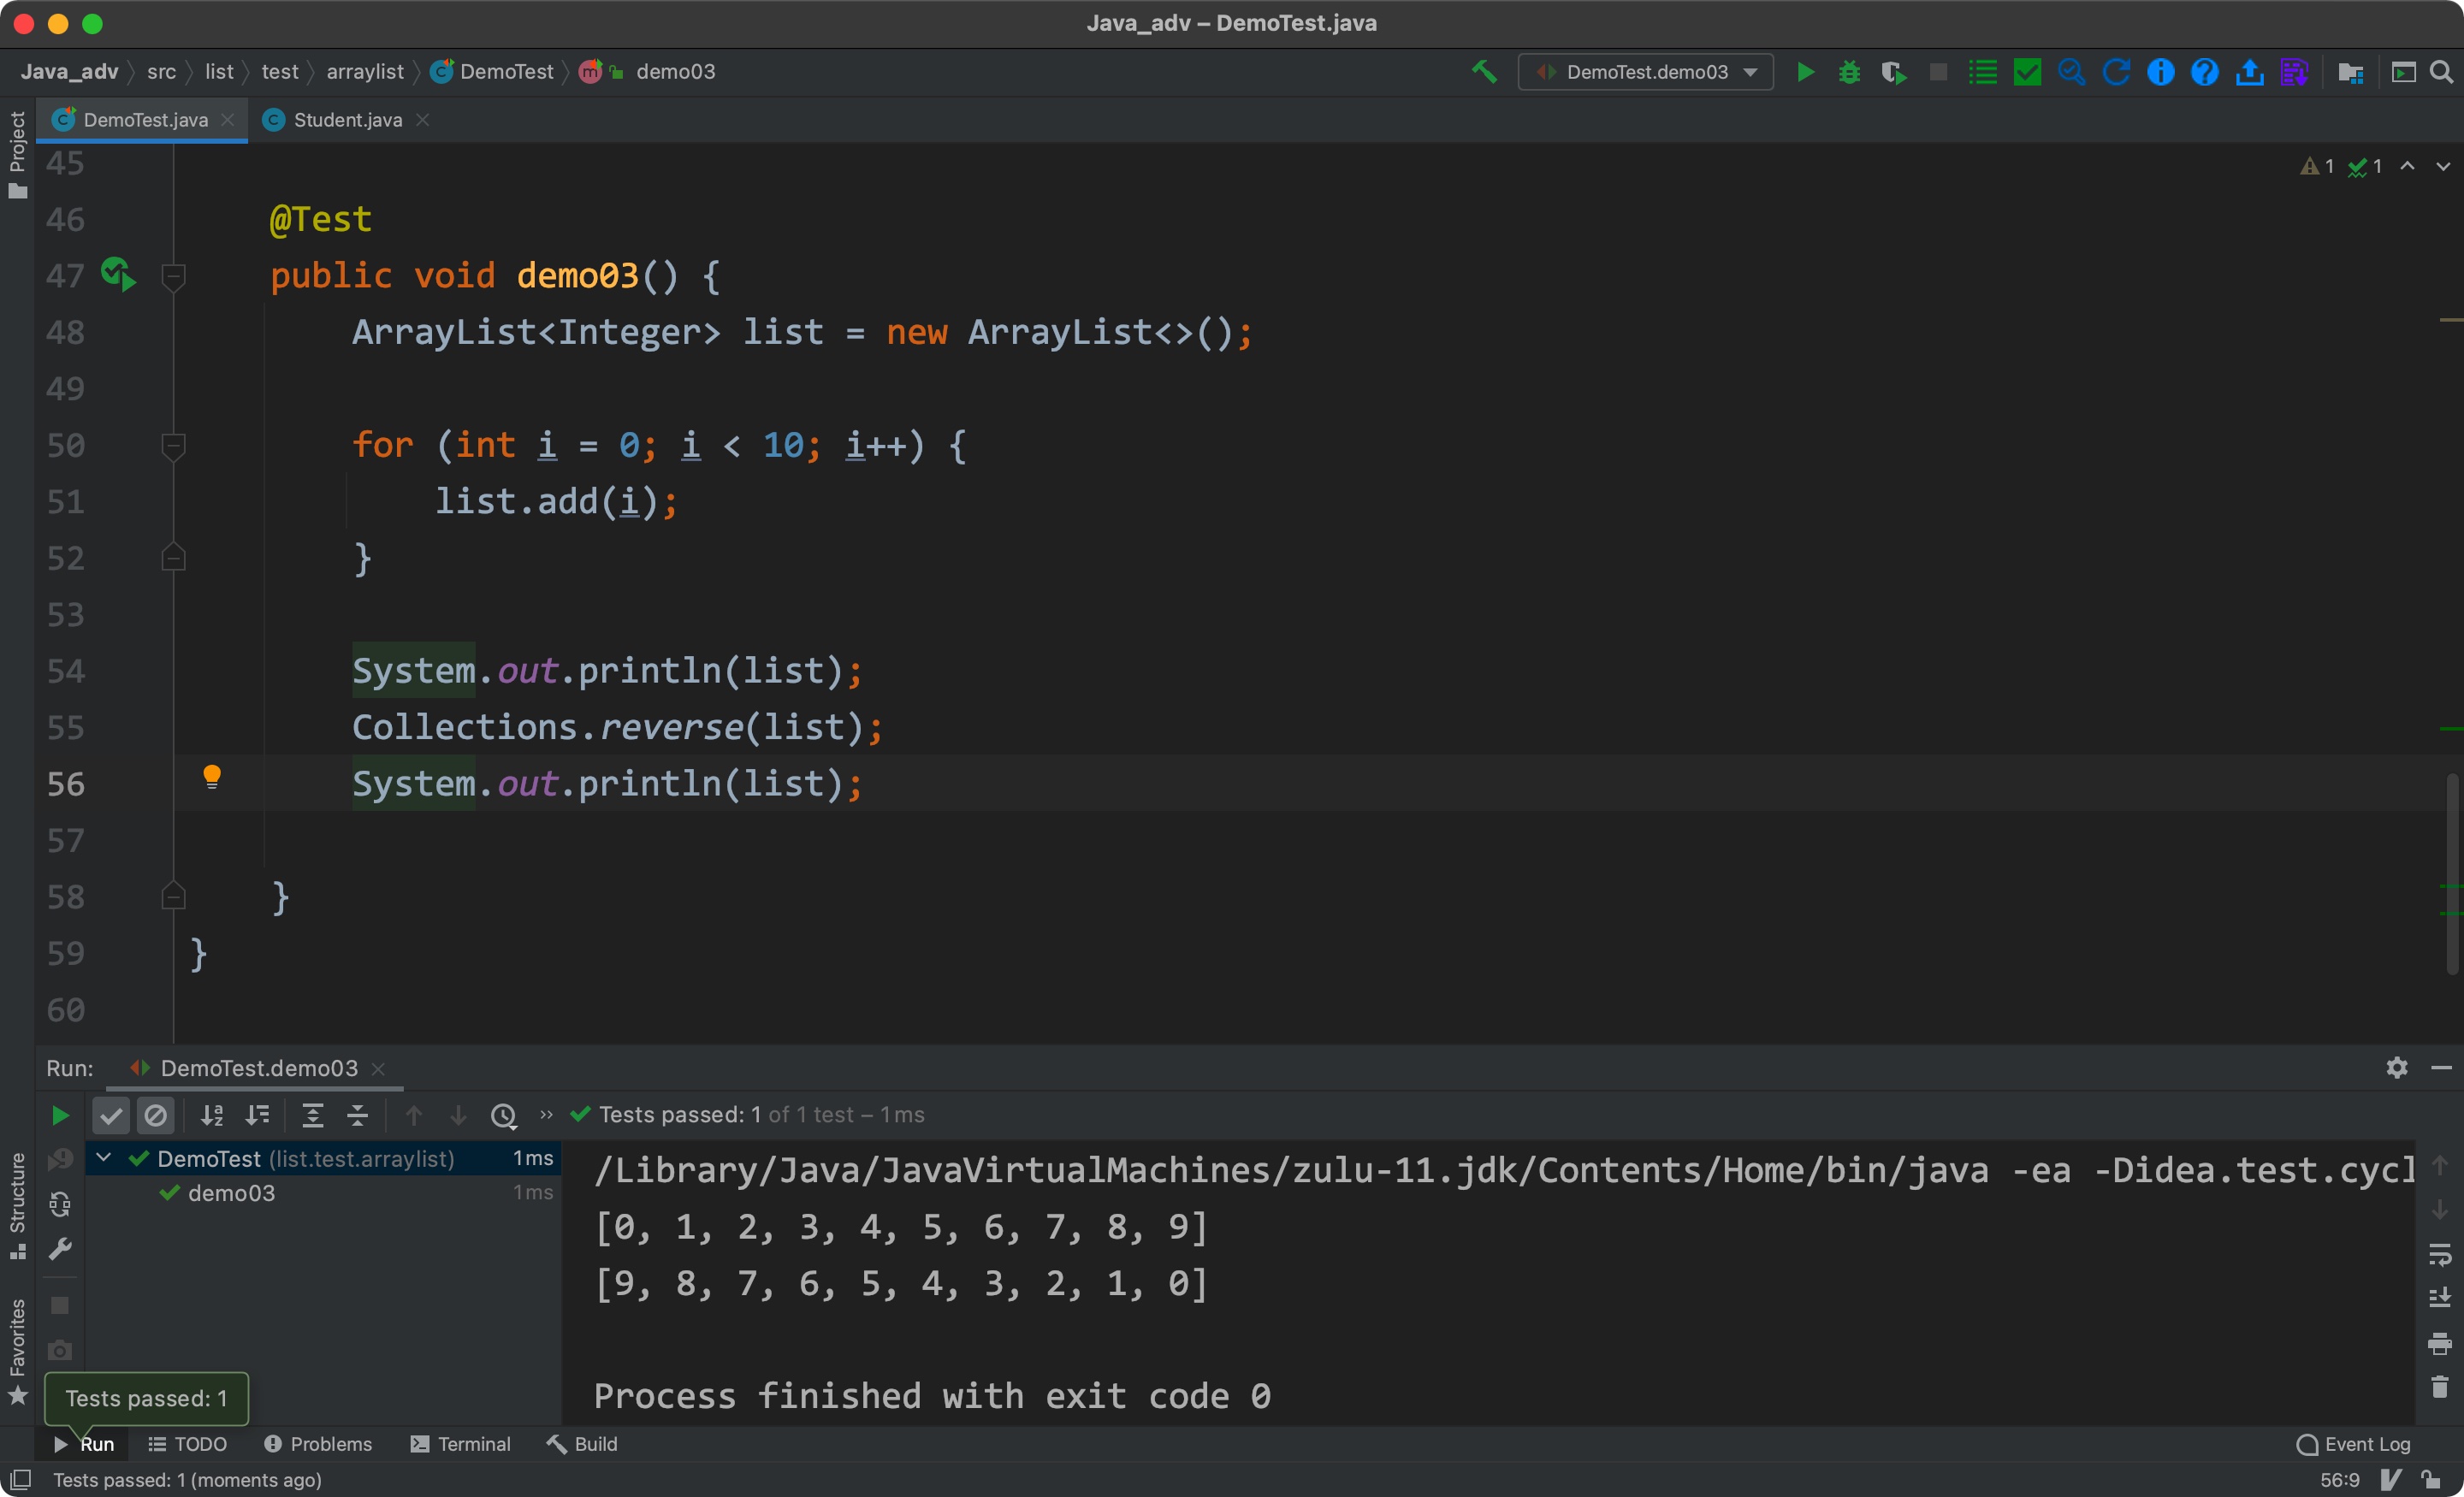 Java_adv – DemoTest.java
Java_adv src list test arraylist DemoTest demo03
DemoTest.demo03
Project
DemoTest.java
Student.java
1 1
45
46 @Test
47 public void demo03() {
48 ArrayList<Integer> list = new ArrayList<>();
49
50 for (int i = 0; i < 10; i++) {
51 list.add(i);
52 }
53
54 System.out.println(list);
55 Collections.reverse(list);
56 System.out.println(list);
57
58 }
59 }
60
Run: DemoTest.demo03
Tests passed: 1 of 1 test – 1ms
DemoTest (list.test.arraylist) 1ms
demo03 1ms
/Library/Java/JavaVirtualMachines/zulu-11.jdk/Contents/Home/bin/java -ea -Didea.test.cycl
[0, 1, 2, 3, 4, 5, 6, 7, 8, 9]
[9, 8, 7, 6, 5, 4, 3, 2, 1, 0]
Process finished with exit code 0
Structure
Favorites
Tests passed: 1
Run TODO Problems Terminal Build Event Log
Tests passed: 1 (moments ago) 56:9